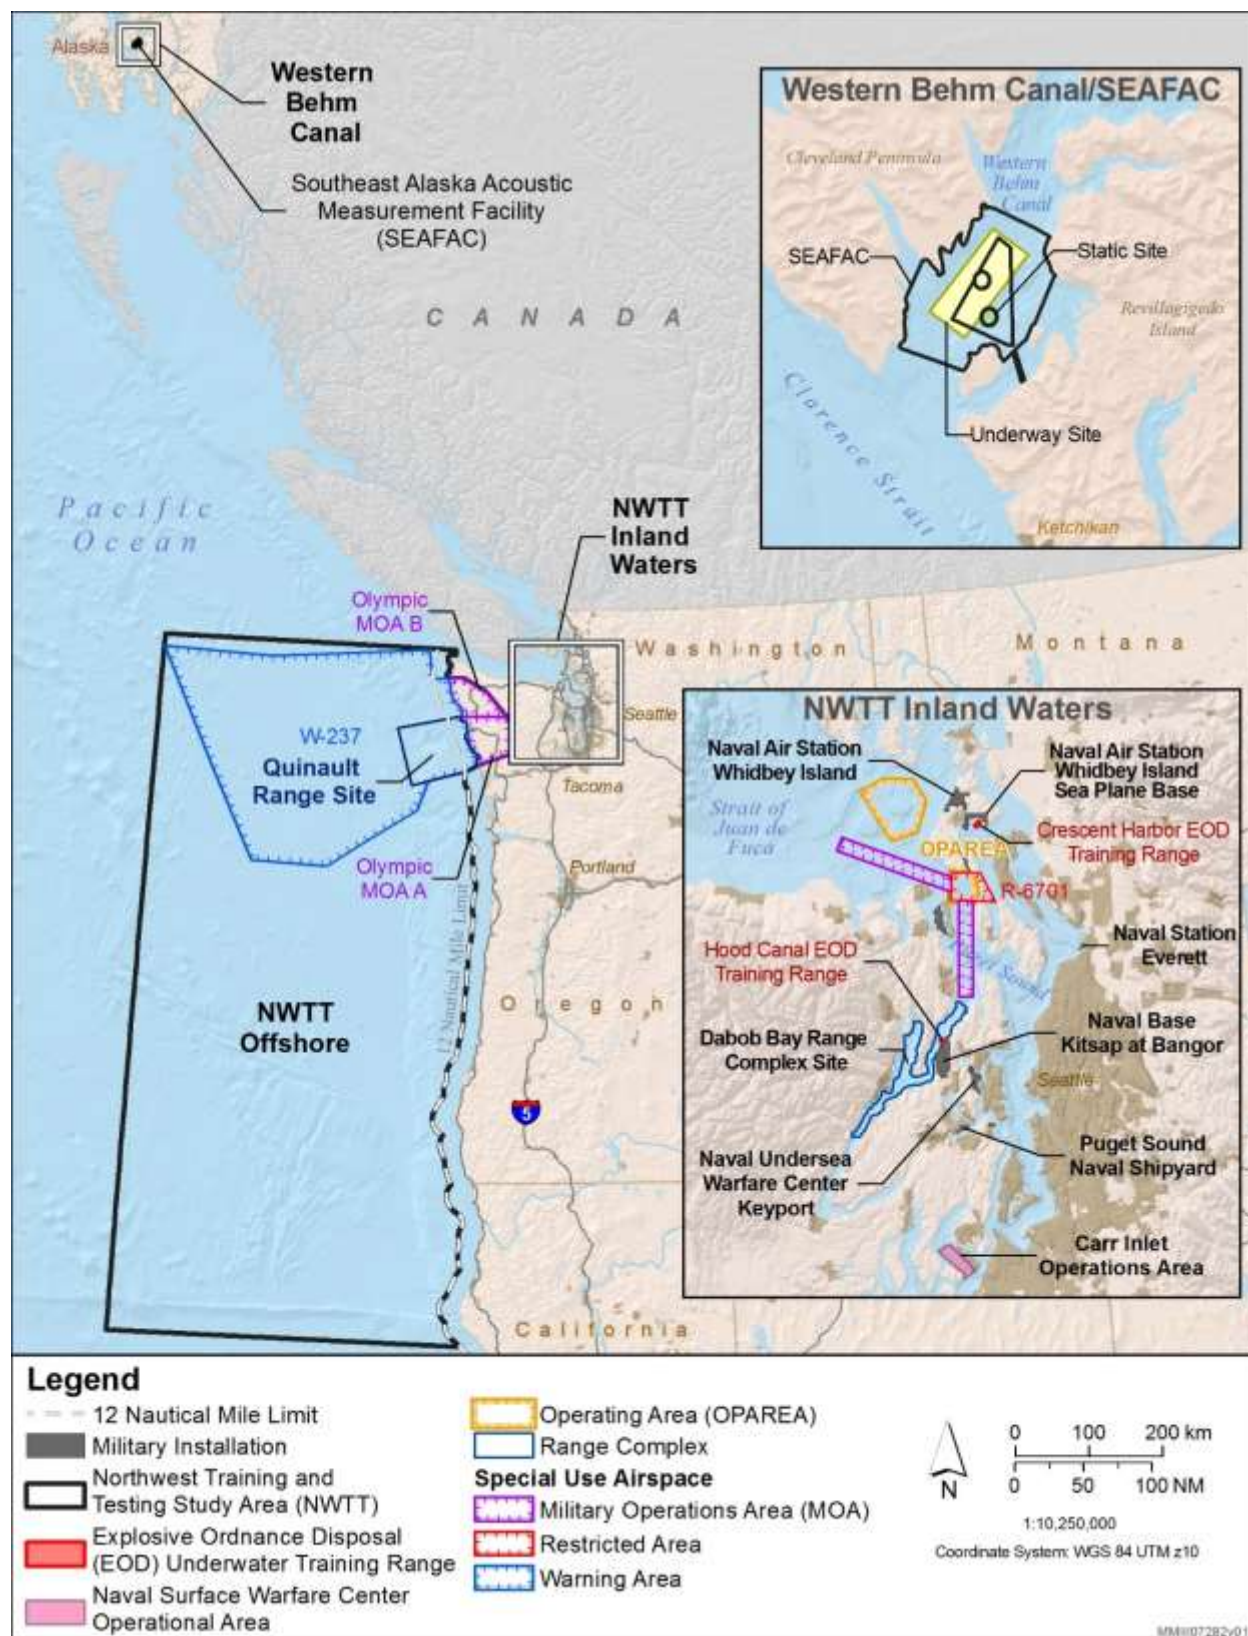 Alaska
Western
Behm
Canal
Southeast Alaska Acoustic
Measurement Facility
(SEAFAC)
CANADA
Pacific
Ocean
NWTT
Inland
Waters
Olympic
MOA B
Washington
Montana
Seattle
W-237
Quinault
Range Site
Tacoma
Olympic
MOA A
Portland
12 Nautical Mile Limit
NWTT
Offshore
Oregon
5
California
Western Behm Canal/SEAFAC
Cleveland Peninsula
Western
Behm
Canal
SEAFAC
Static Site
Revillagigedo
Island
Clarence Strait
Underway Site
Ketchikan
NWTT Inland Waters
Naval Air Station
Whidbey Island
Naval Air Station
Whidbey Island
Sea Plane Base
Strait of
Juan de
Fuca
Crescent Harbor EOD
Training Range
OPAREA
R-6701
Hood Canal EOD
Training Range
Sound
Naval Station
Everett
Dabob Bay Range
Complex Site
Naval Base
Kitsap at Bangor
Seattle
Naval Undersea
Warfare Center
Keyport
Puget Sound
Naval Shipyard
Carr Inlet
Operations Area
Legend
12 Nautical Mile Limit
Military Installation
Northwest Training and
Testing Study Area (NWTT)
Explosive Ordnance Disposal
(EOD) Underwater Training Range
Naval Surface Warfare Center
Operational Area
Operating Area (OPAREA)
Range Complex
Special Use Airspace
Military Operations Area (MOA)
Restricted Area
Warning Area
N
0 100 200 km
0 50 100 NM
1:10,250,000
Coordinate System: WGS 84 UTM z10